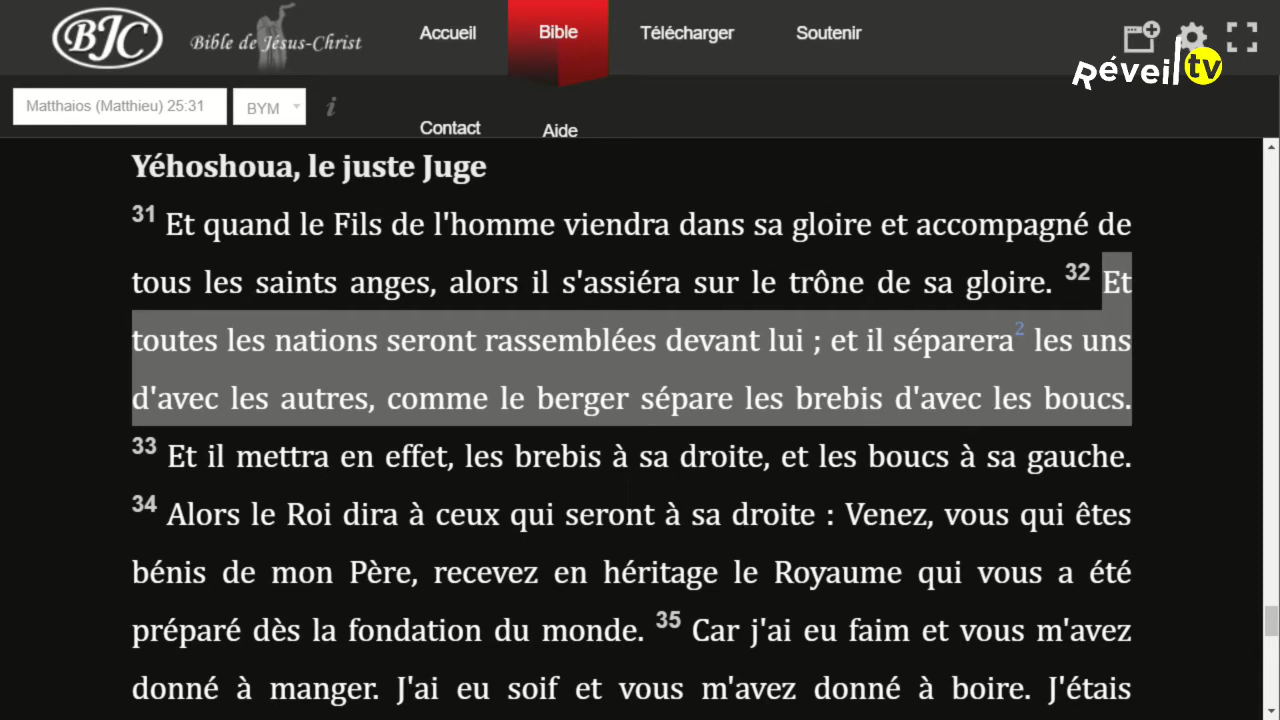 BJC
Bible de Jésus-Christ
Accueil
Bible
Télécharger
Soutenir
Réveil tv
Matthaios (Matthieu) 25:31
BYM
i
Contact
Aide
Yéhoshoua, le juste Juge
31 Et quand le Fils de l'homme viendra dans sa gloire et accompagné de
tous les saints anges, alors il s'assiéra sur le trône de sa gloire. 32 Et
toutes les nations seront rassemblées devant lui ; et il séparera2 les uns
d'avec les autres, comme le berger sépare les brebis d'avec les boucs.
33 Et il mettra en effet, les brebis à sa droite, et les boucs à sa gauche.
34 Alors le Roi dira à ceux qui seront à sa droite : Venez, vous qui êtes
bénis de mon Père, recevez en héritage le Royaume qui vous a été
préparé dès la fondation du monde. 35 Car j'ai eu faim et vous m'avez
donné à manger. J'ai eu soif et vous m'avez donné à boire. J'étais